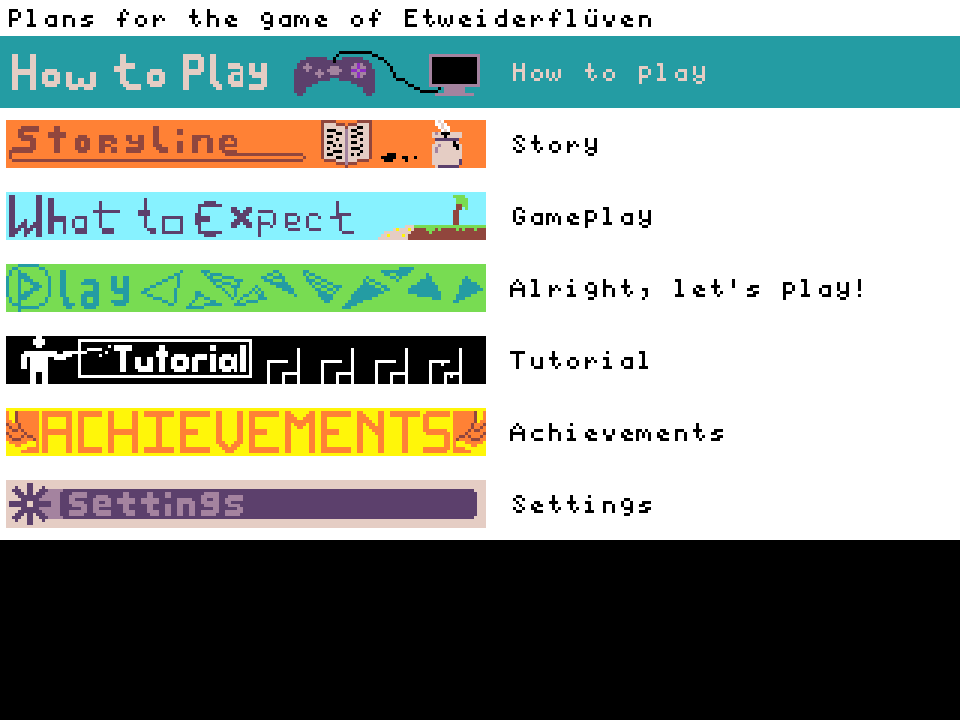 Plans for the game of Etweiderflüven
How to Play How to play
Storyline Story
What to Expect Gameplay
Play Alright, let's play!
Tutorial Tutorial
ACHIEVEMENTS Achievements
Settings Settings